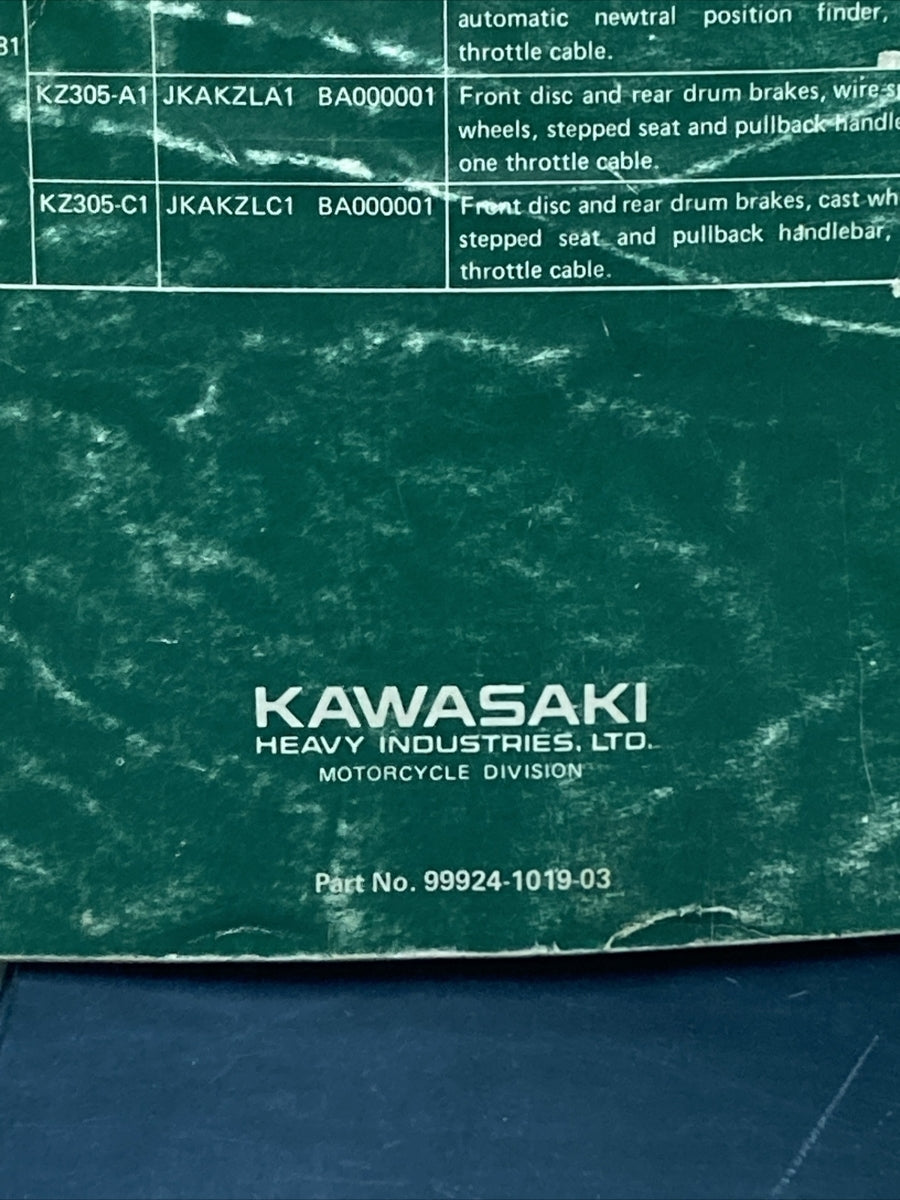 automatic newtral position finder,
throttle cable.
81
KZ305-A1 JKAKZLA1 BA000001 Front disc and rear drum brakes,
wheels, stepped seat and pullback
one throttle cable.
KZ305-C1 JKAKZLC1 BA000001 Front disc and rear drum brakes, cast
stepped seat and pullback handlebar,
throttle cable.
KAWASAKI
HEAVY INDUSTRIES, LTD.
MOTORCYCLE DIVISION
Part No. 99924-1019-03